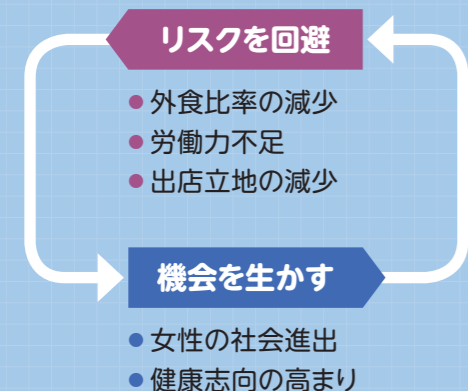 リスクを回避
● 外食比率の減少
● 労働力不足
● 出店立地の減少
機会を生かす
● 女性の社会進出
● 健康志向の高まり